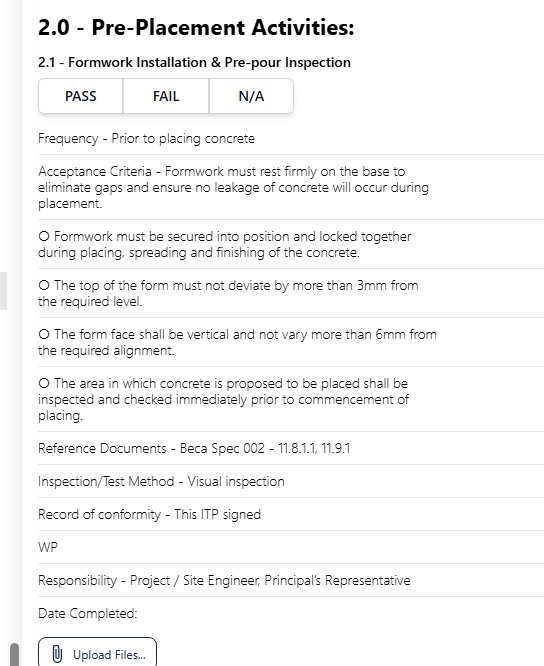 2.0 - Pre-Placement Activities:
2.1 - Formwork Installation & Pre-pour Inspection
PASS FAIL N/A
Frequency - Prior to placing concrete
Acceptance Criteria - Formwork must rest firmly on the base to
eliminate gaps and ensure no leakage of concrete will occur during
placement.
O Formwork must be secured into position and locked together
during placing, spreading and finishing of the concrete.
O The top of the form must not deviate by more than 3mm from
the required level.
O The form face shall be vertical and not vary more than 6mm from
the required alignment.
O The area in which concrete is proposed to be placed shall be
inspected and checked immediately prior to commencement of
placing.
Reference Documents - Beca Spec 002 - 11.8.1.1, 11.9.1
Inspection/Test Method - Visual inspection
Record of conformity - This ITP signed
WP
Responsibility - Project / Site Engineer, Principal's Representative
Date Completed:
Upload Files...